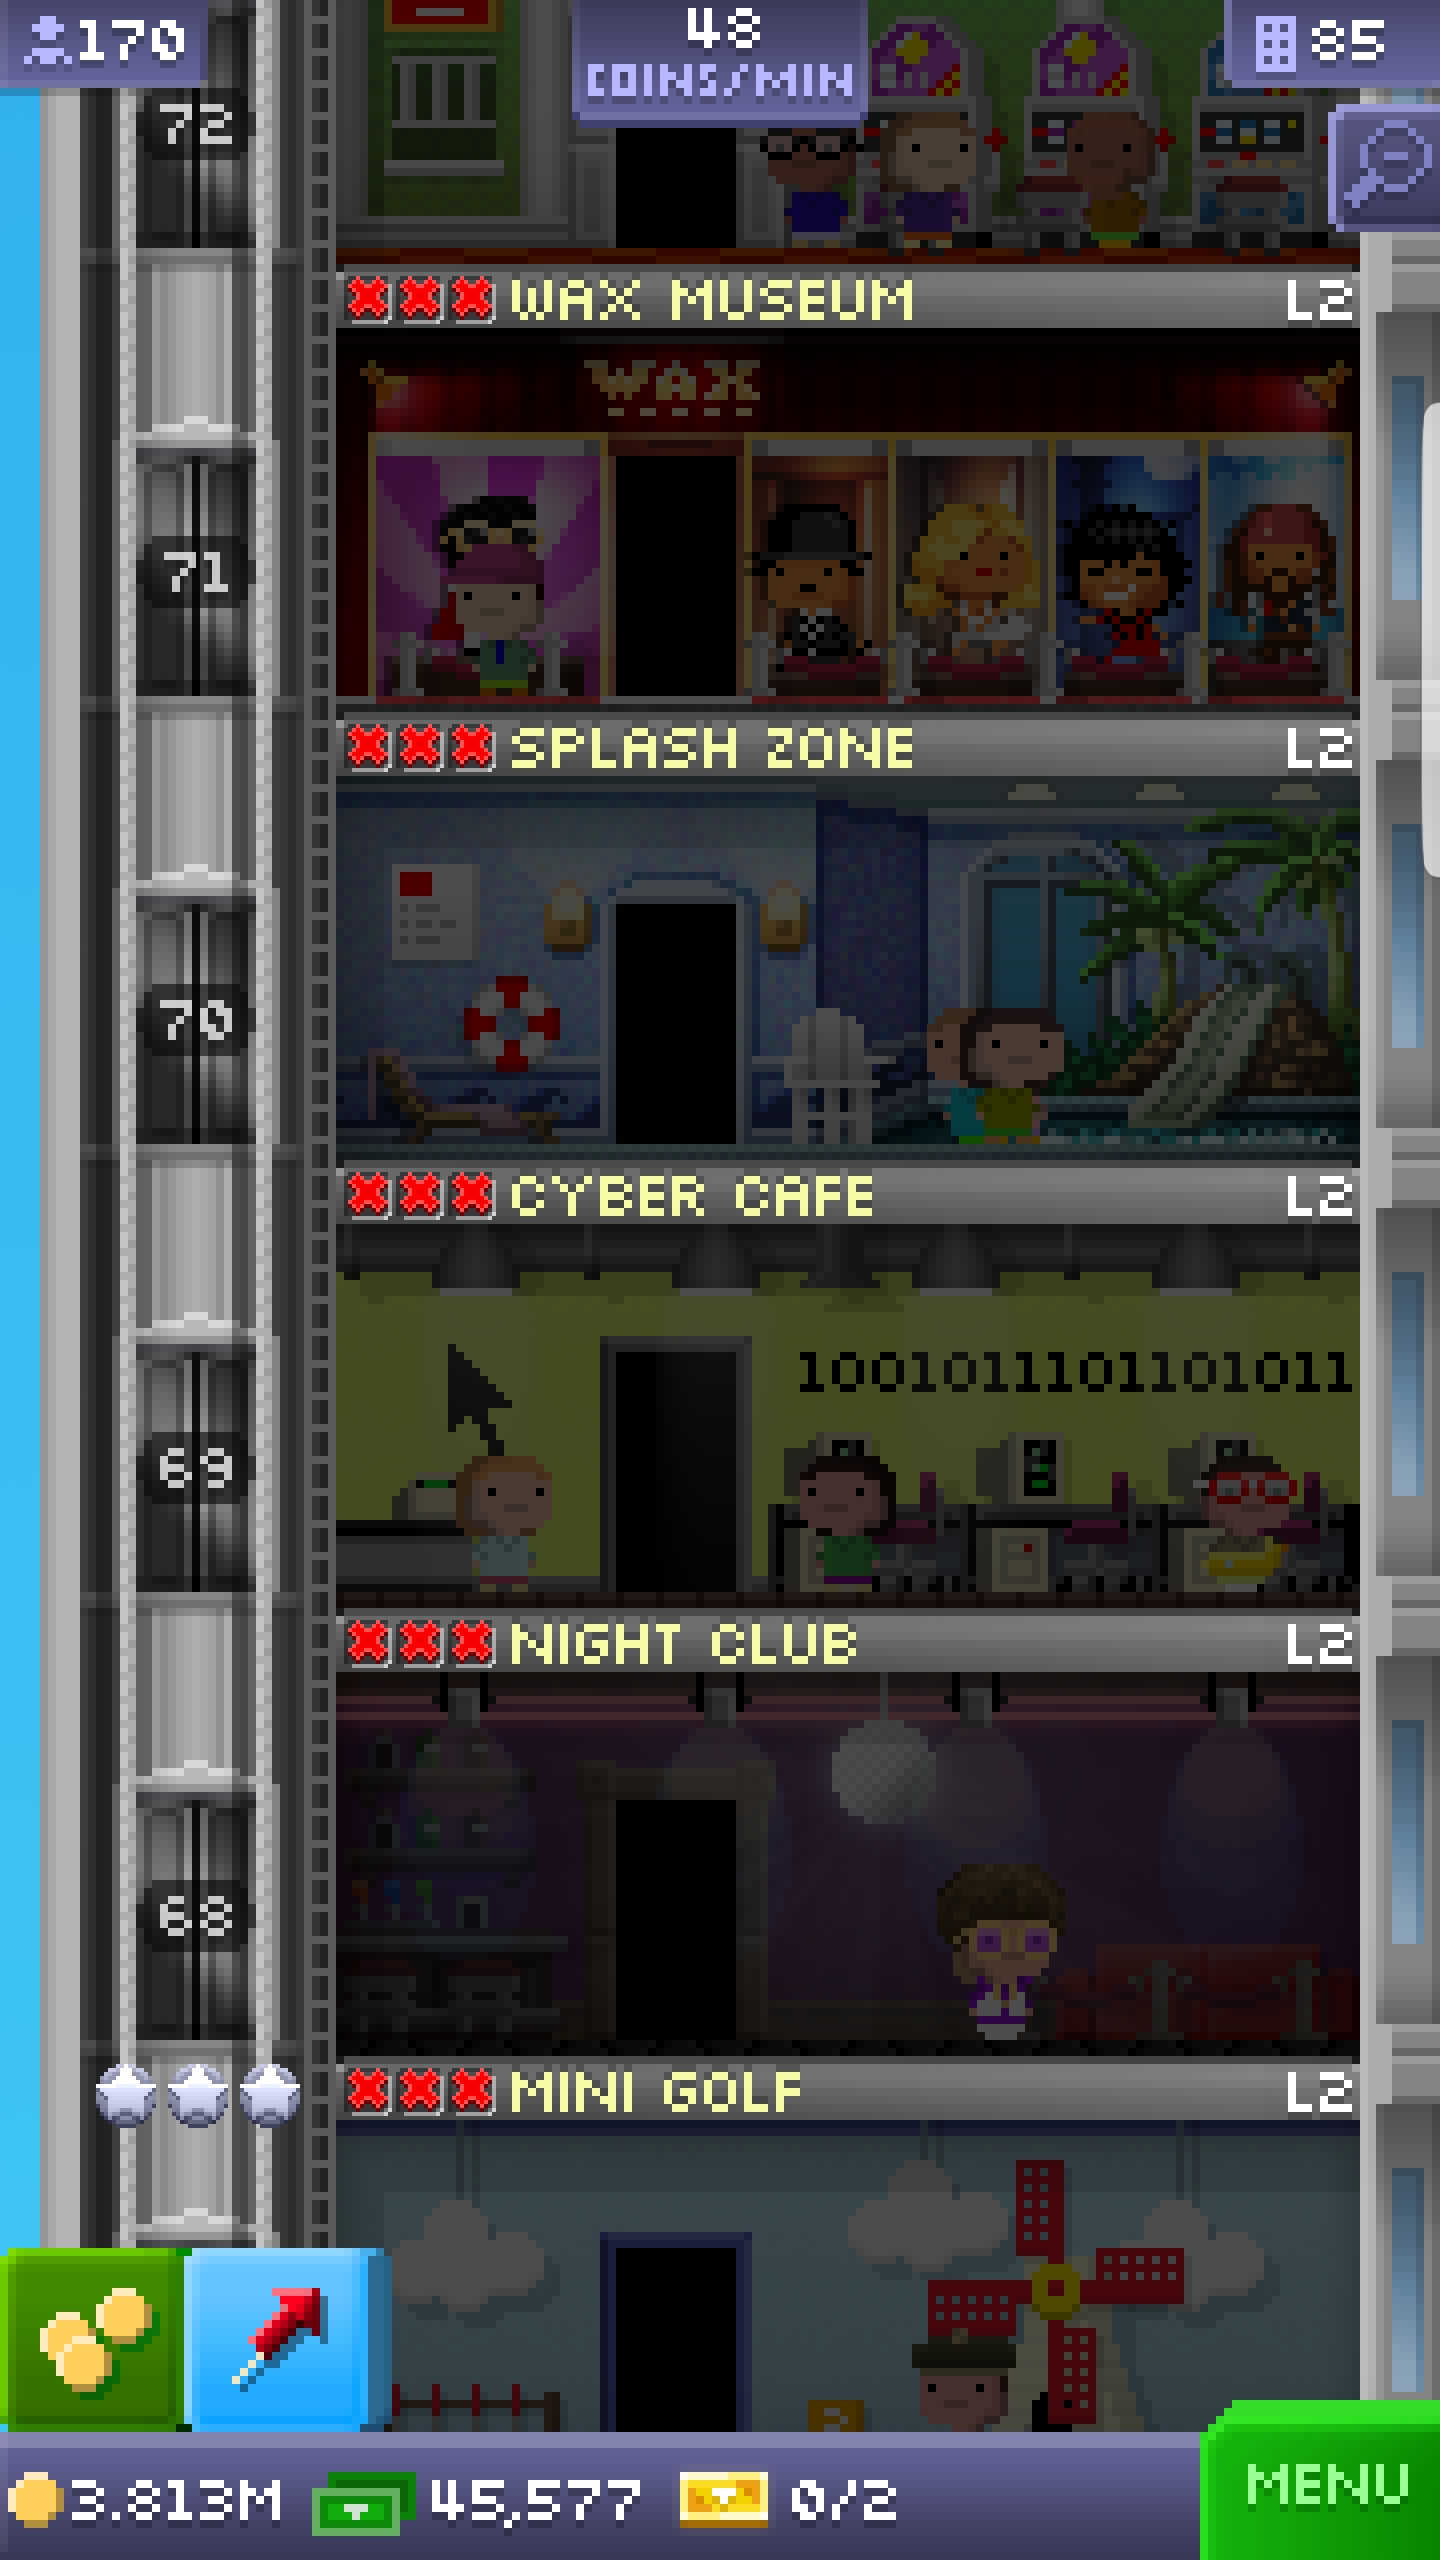 170
48
COINS/MIN
85
72
WAX MUSEUM L2
WAX
71
SPLASH ZONE L2
70
CYBER CAFE L2
10010111101101011
69
NIGHT CLUB L2
68
MINI GOLF L2
3.813M 45,577 0/2 MENU